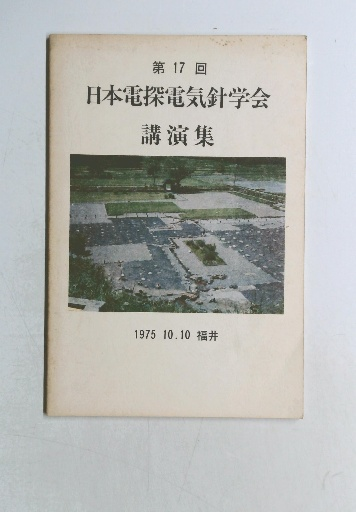 第 17 回
日本電探電気針学会
講演集
1975 10.10 福井